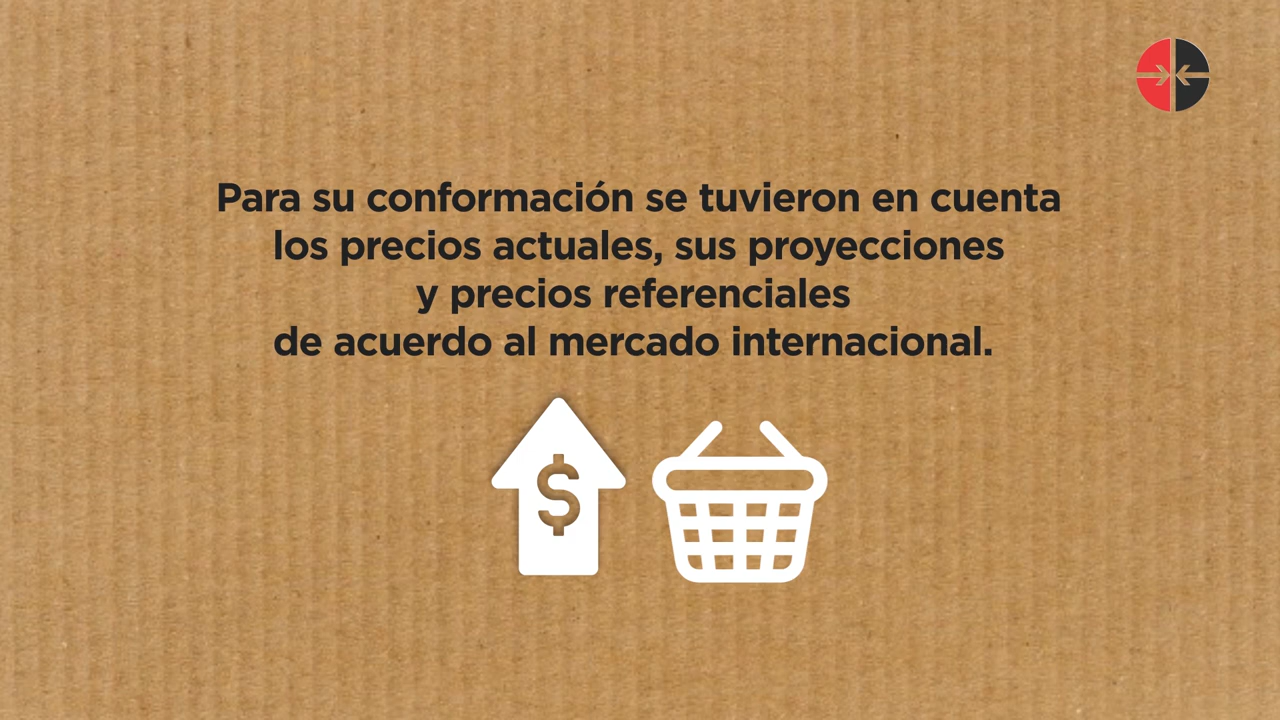 Para su conformación se tuvieron en cuenta
los precios actuales, sus proyecciones
y precios referenciales
de acuerdo al mercado internacional.
$